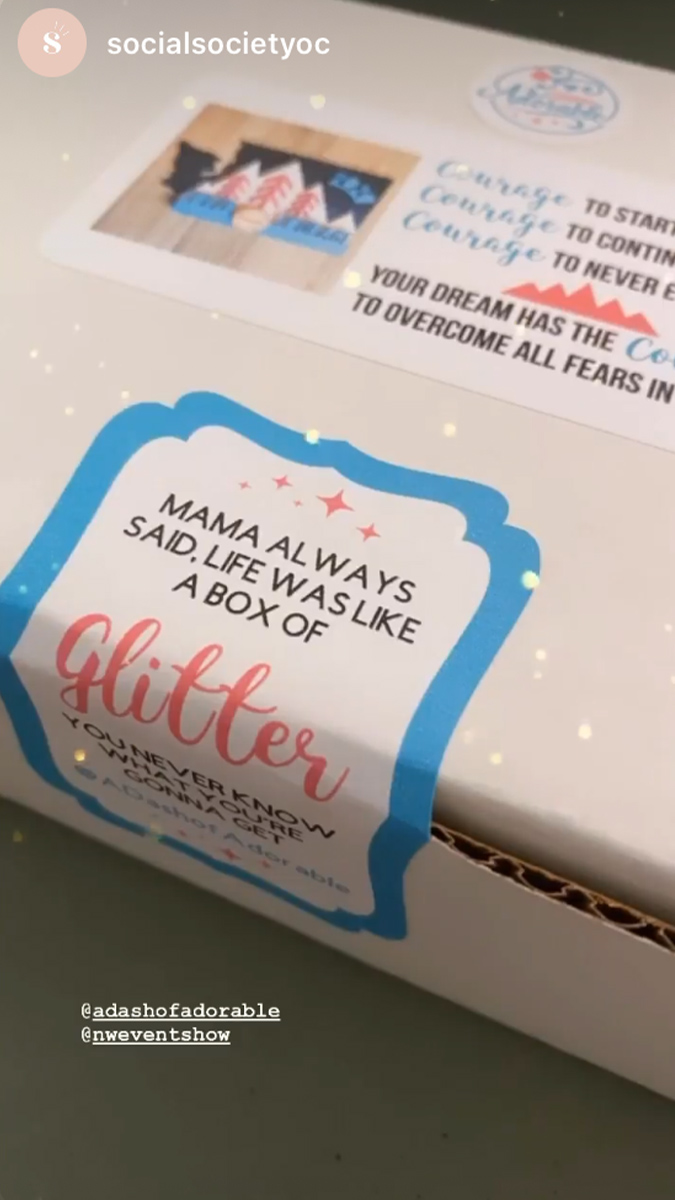 socialsocietyoc
Adorable
Courage TO START
Courage TO CONTIN
Courage TO NEVER E
YOUR DREAM HAS THE Co
TO OVERCOME ALL FEARS IN
MAMA ALWAYS
SAID, LIFE WAS LIKE
A BOX OF
Glitter
YOU NEVER KNOW
WHAT YOU'RE
GONNA GET
@ADashofAdorable
@adashofadorable
@nweventshow